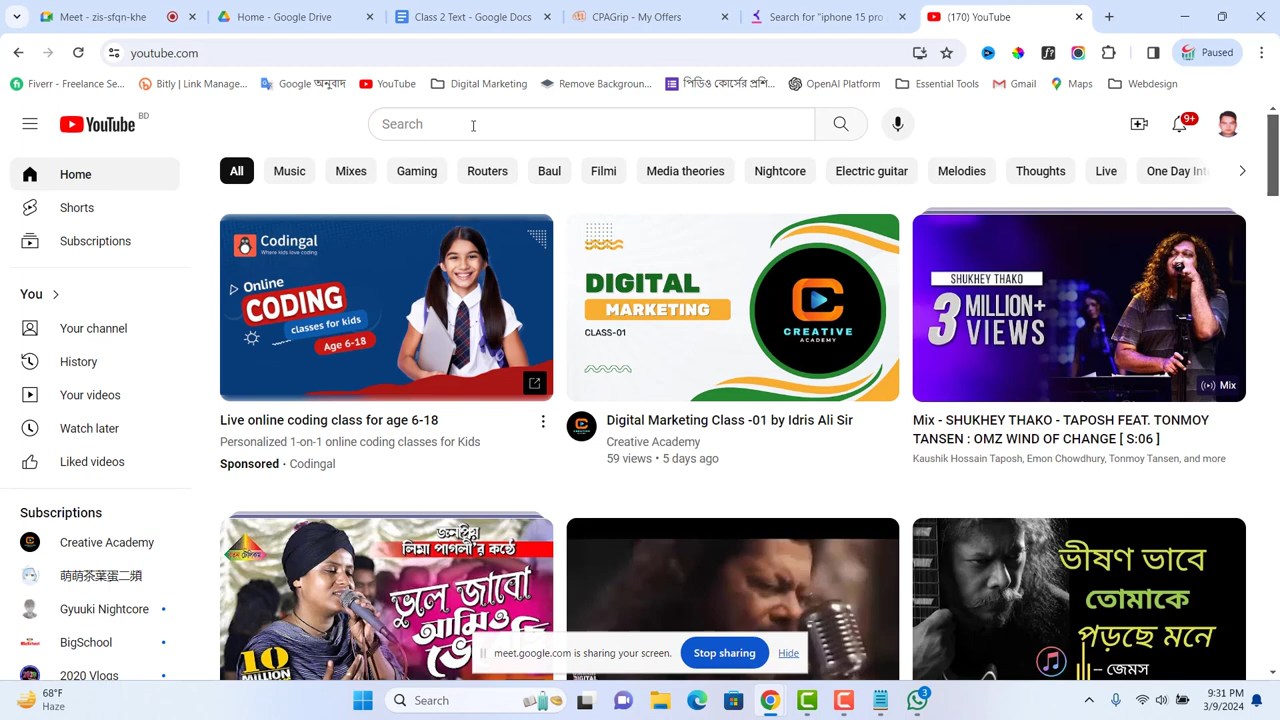 Meet - zis-sfqn-khe
Home - Google Drive
Class 2 Text - Google Docs
CPAGrip - My Offers
Search for "iphone 15 pro
(170) YouTube
youtube.com
Paused
Fiverr - Freelance Se...
Bitly | Link Manage...
Google অনুবাদ
YouTube
Digital Marketing
Remove Backgroun...
পিডিও কোর্সের প্রশি...
OpenAI Platform
Essential Tools
Gmail
Maps
Webdesign
YouTube BD
Search
9+
Home
Shorts
Subscriptions
You
Your channel
History
Your videos
Watch later
Liked videos
Subscriptions
Creative Academy
萌萌茶葉蛋二頻
Gyuuki Nightcore
BigSchool
2020 Vlogs
All
Music
Mixes
Gaming
Routers
Baul
Filmi
Media theories
Nightcore
Electric guitar
Melodies
Thoughts
Live
One Day Int
Codingal
Where kids love coding
Online
CODING
classes for kids
Age 6-18
Live online coding class for age 6-18
Personalized 1-on-1 online coding classes for Kids
Sponsored · Codingal
DIGITAL
MARKETING
CLASS-01
CREATIVE
ACADEMY
Digital Marketing Class -01 by Idris Ali Sir
Creative Academy
59 views • 5 days ago
SHUKHEY THAKO
3 MILLION+
VIEWS
Mix
Mix - SHUKHEY THAKO - TAPOSH FEAT. TONMOY
TANSEN : OMZ WIND OF CHANGE [ S:06 ]
Kaushik Hossain Taposh, Emon Chowdhury, Tonmoy Tansen, and more
জনপ্রিয়
লিমা পাগলী'র কন্ঠে
ভুলে জাবো
আমিও
10
MILLION
ভীষণ ভাবে
তোমাকে
পড়ছে মনে
– জেমস
meet.google.com is sharing your screen.
Stop sharing
Hide
68°F
Haze
Search
3
9:31 PM
3/9/2024